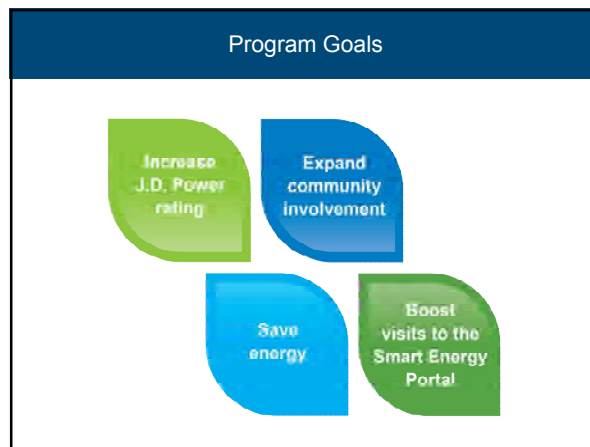 Program Goals
Increase
J.D. Power
rating
Expand
community
involvement
Save
energy
Boost
visits to the
Smart Energy
Portal